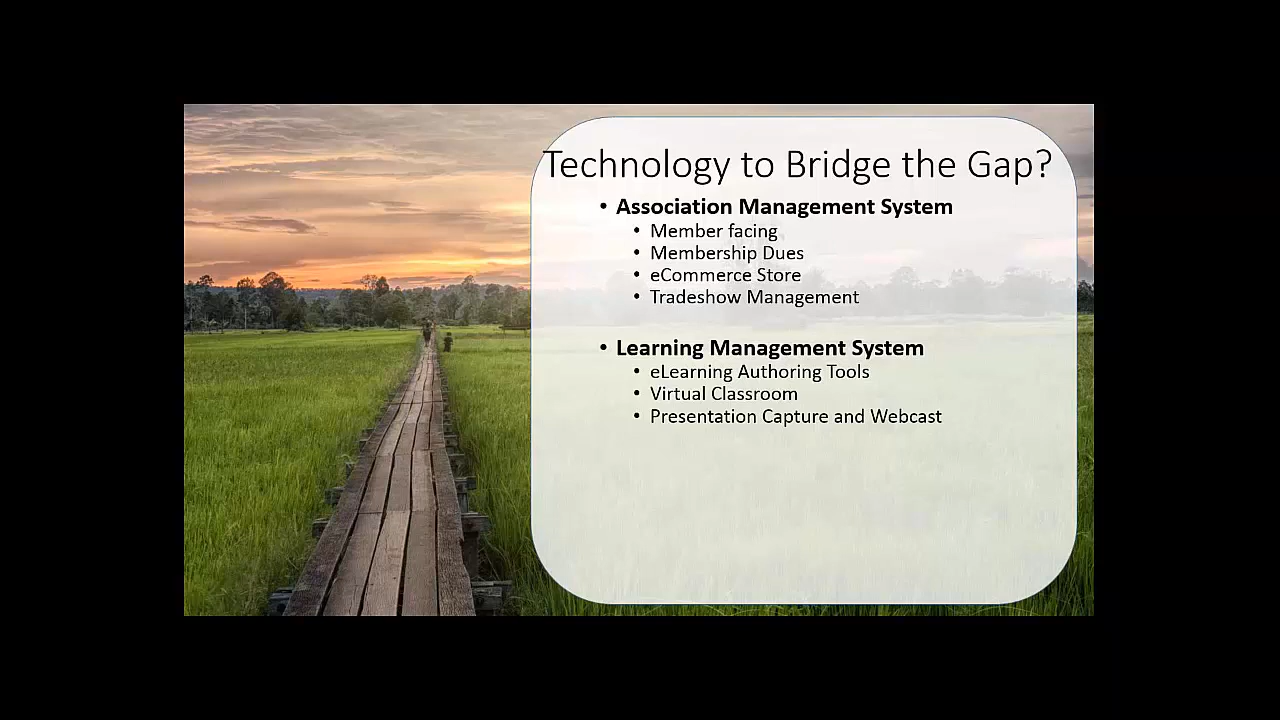 Technology to Bridge the Gap?
• Association Management System
• Member facing
• Membership Dues
• eCommerce Store
• Tradeshow Management
• Learning Management System
• eLearning Authoring Tools
• Virtual Classroom
• Presentation Capture and Webcast